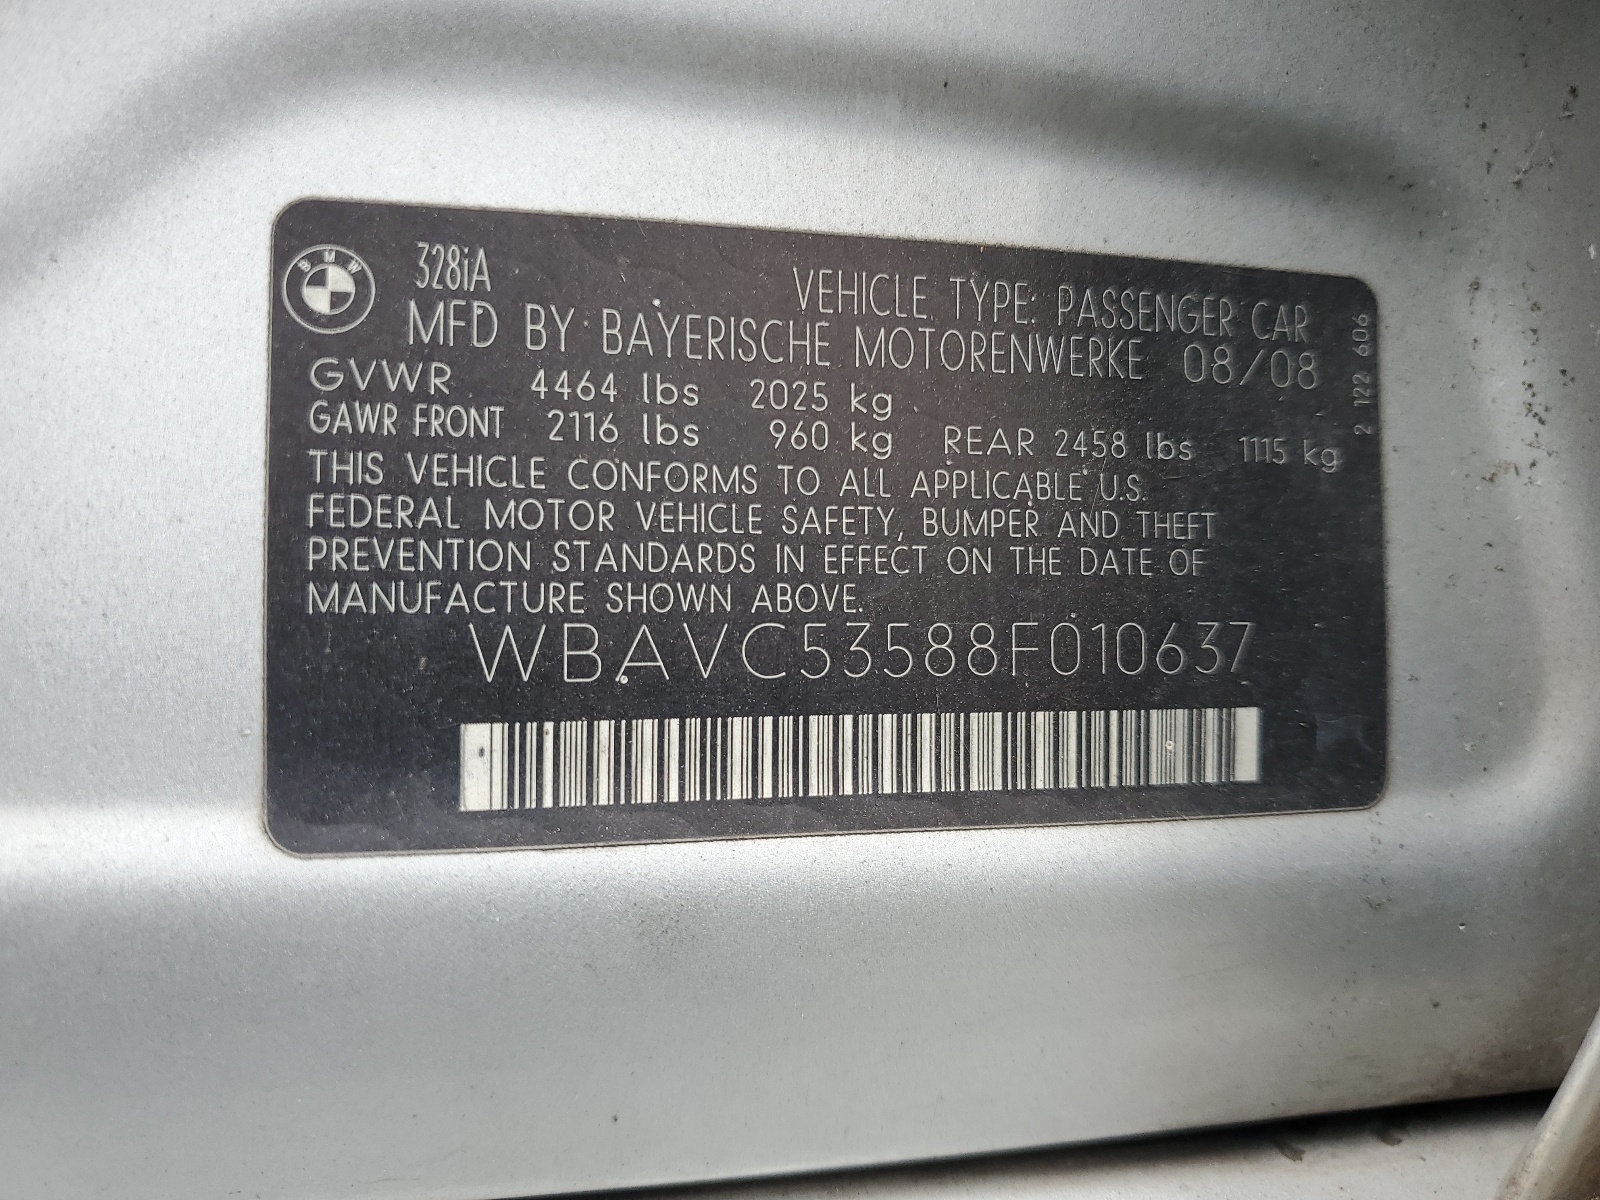 BMW
328iA
VEHICLE TYPE: PASSENGER CAR
MFD BY BAYERISCHE MOTORENWERKE 08/08
GVWR 4464 lbs 2025 kg
GAWR FRONT 2116 lbs 960 kg REAR 2458 lbs 1115 kg
THIS VEHICLE CONFORMS TO ALL APPLICABLE U.S.
FEDERAL MOTOR VEHICLE SAFETY, BUMPER AND THEFT
PREVENTION STANDARDS IN EFFECT ON THE DATE OF
MANUFACTURE SHOWN ABOVE.
WBAVC53588F010637
2 122 606